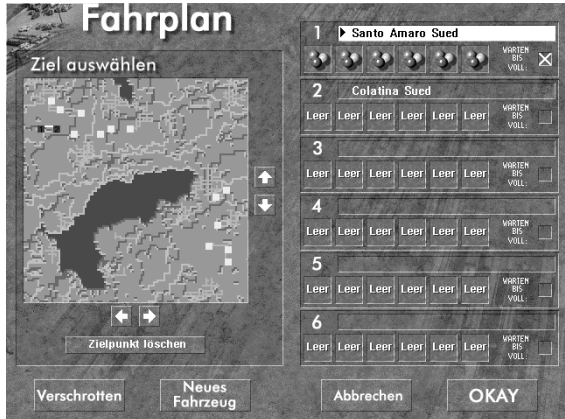 Fahrplan
Ziel auswählen
Zielpunkt löschen
1 Santo Amaro Sued
WARTEN BIS VOLL:
2 Colatina Sued
Leer Leer Leer Leer Leer Leer WARTEN BIS VOLL:
3
Leer Leer Leer Leer Leer Leer WARTEN BIS VOLL:
4
Leer Leer Leer Leer Leer Leer WARTEN BIS VOLL:
5
Leer Leer Leer Leer Leer Leer WARTEN BIS VOLL:
6
Leer Leer Leer Leer Leer Leer WARTEN BIS VOLL:
Verschrotten
Neues
Fahrzeug
Abbrechen
OKAY